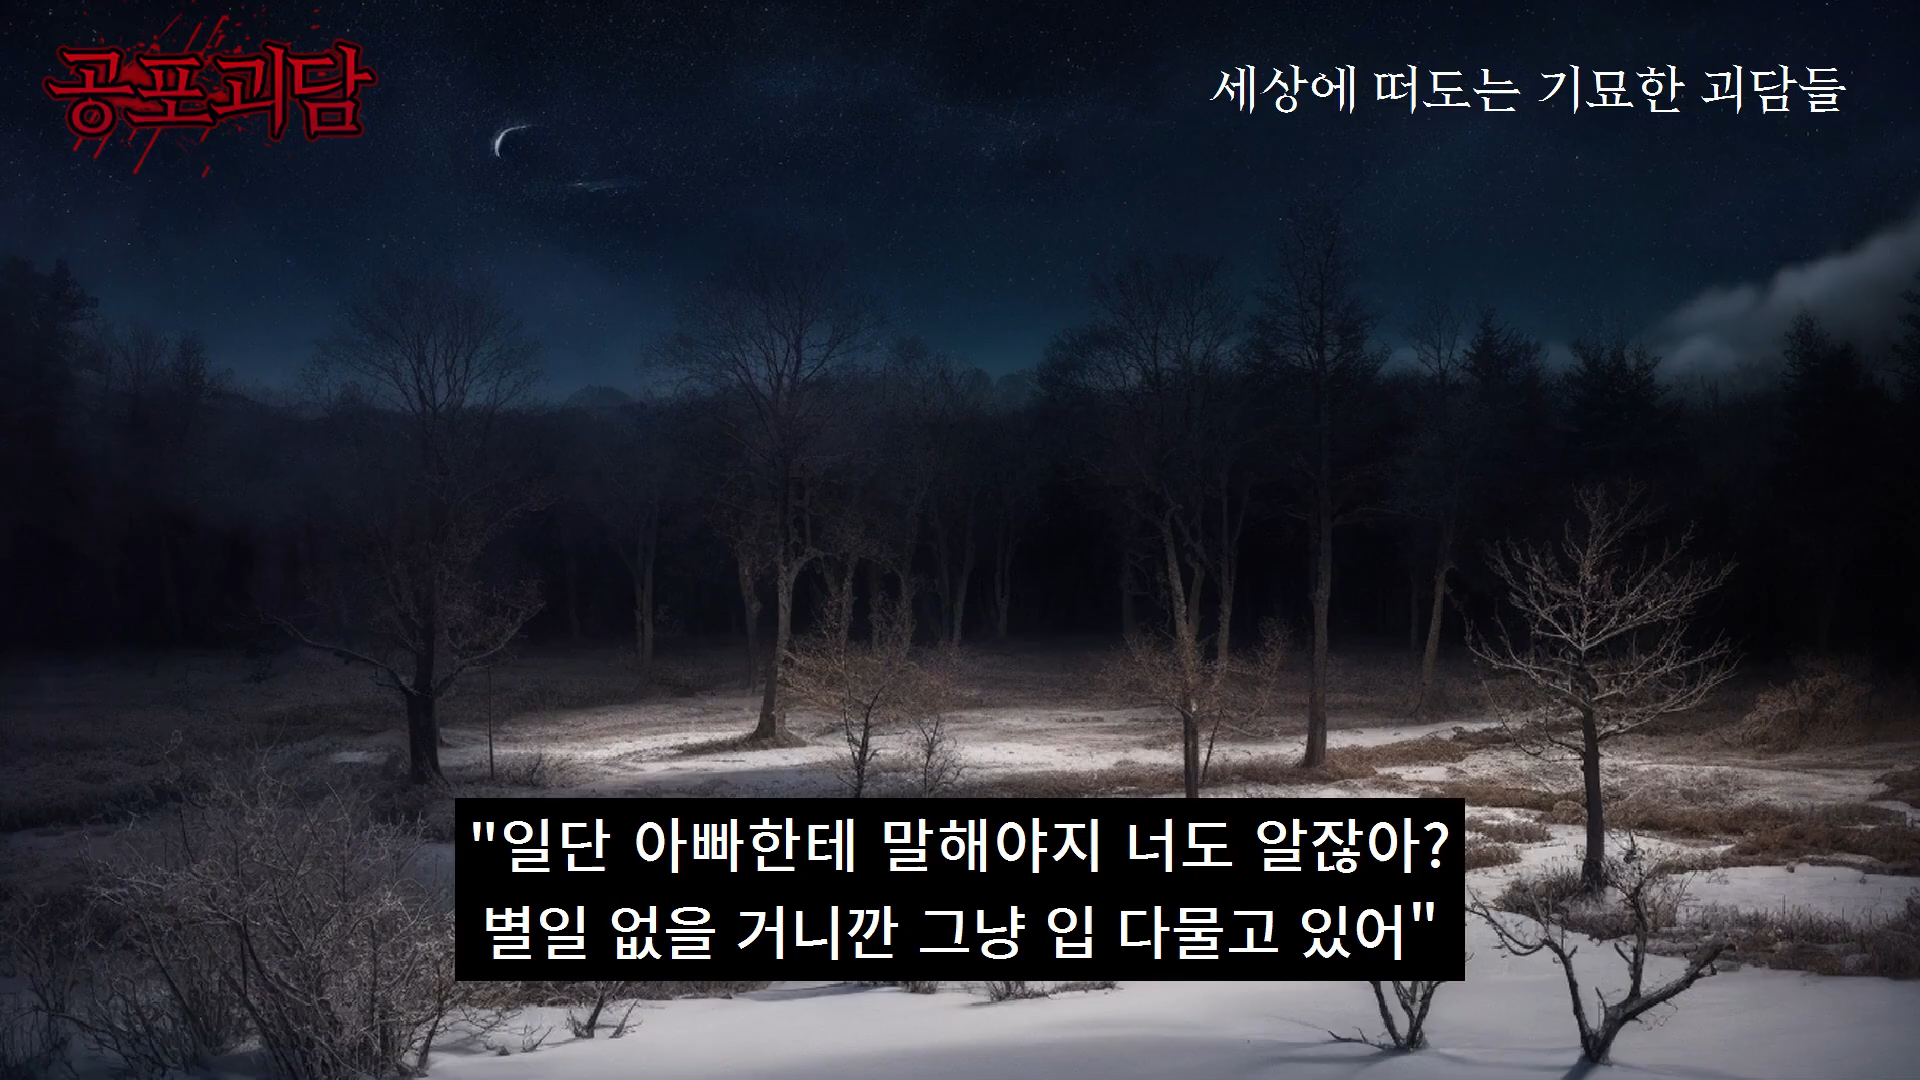 공포괴담
세상에 떠도는 기묘한 괴담들
"일단 아빠한테 말해야지 너도 알잖아?
별일 없을 거니깐 그냥 입 다물고 있어"